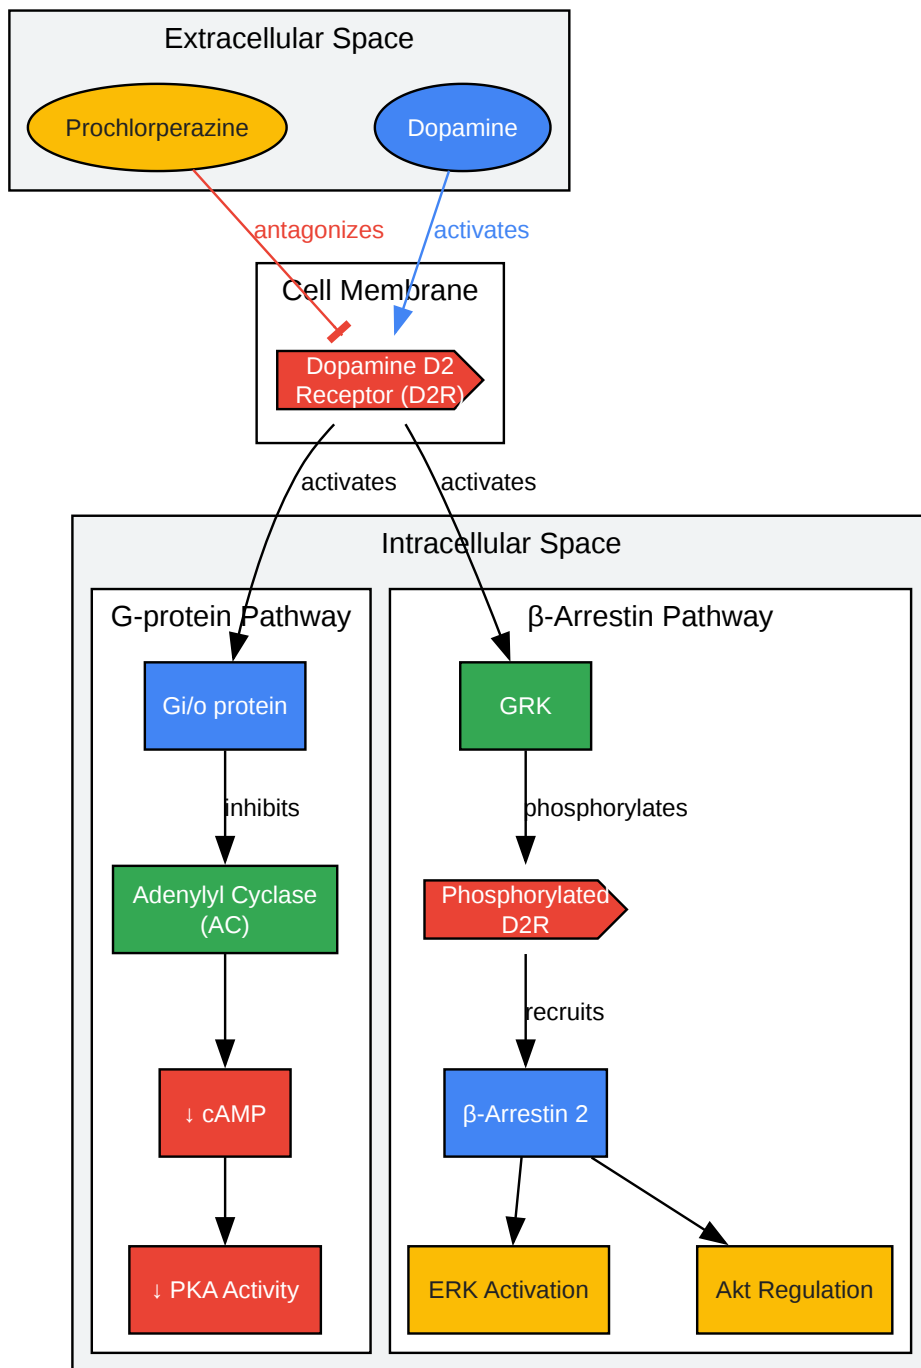 Extracellular Space
Prochlorperazine
Dopamine
antagonizes
activates
Cell Membrane
Dopamine D2
Receptor (D2R)
activates
activates
Intracellular Space
G-protein Pathway
β-Arrestin Pathway
Gi/o protein
GRK
inhibits
phosphorylates
Adenylyl Cyclase
(AC)
Phosphorylated
D2R
recruits
↓ cAMP
β-Arrestin 2
↓ PKA Activity
ERK Activation
Akt Regulation